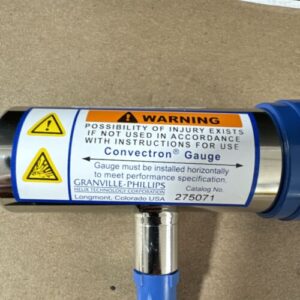 WARNING
POSSIBILITY OF INJURY EXISTS
IF NOT USED IN ACCORDANCE
WITH INSTRUCTIONS FOR USE
Convectron® Gauge
Gauge must be installed horizontally
to meet performance specification.
GRANVILLE-PHILLIPS
HELIX TECHNOLOGY CORPORATION
Catalog No.
Longmont, Colorado USA
275071